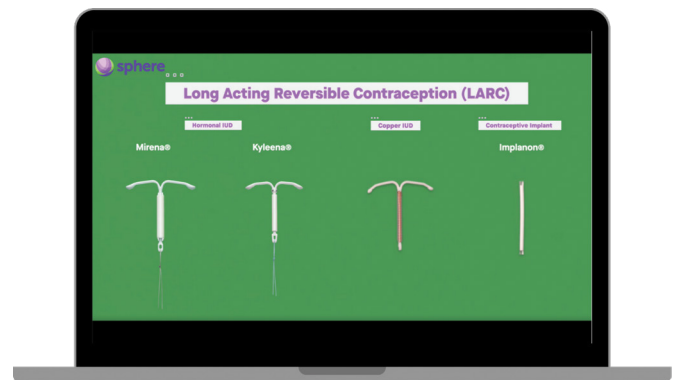 sphere
Long Acting Reversible Contraception (LARC)
Hormonal IUD
Copper IUD
Contraceptive Implant
Mirena®
Kyleena®
Implanon®